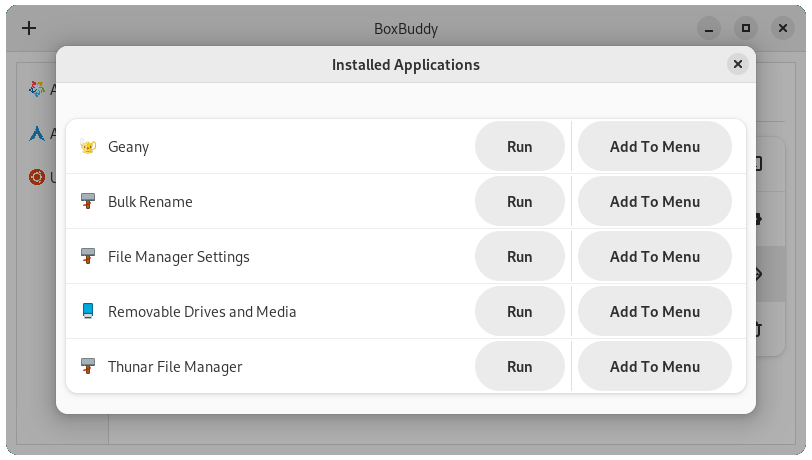 BoxBuddy
Installed Applications
Geany Run Add To Menu
Bulk Rename Run Add To Menu
File Manager Settings Run Add To Menu
Removable Drives and Media Run Add To Menu
Thunar File Manager Run Add To Menu